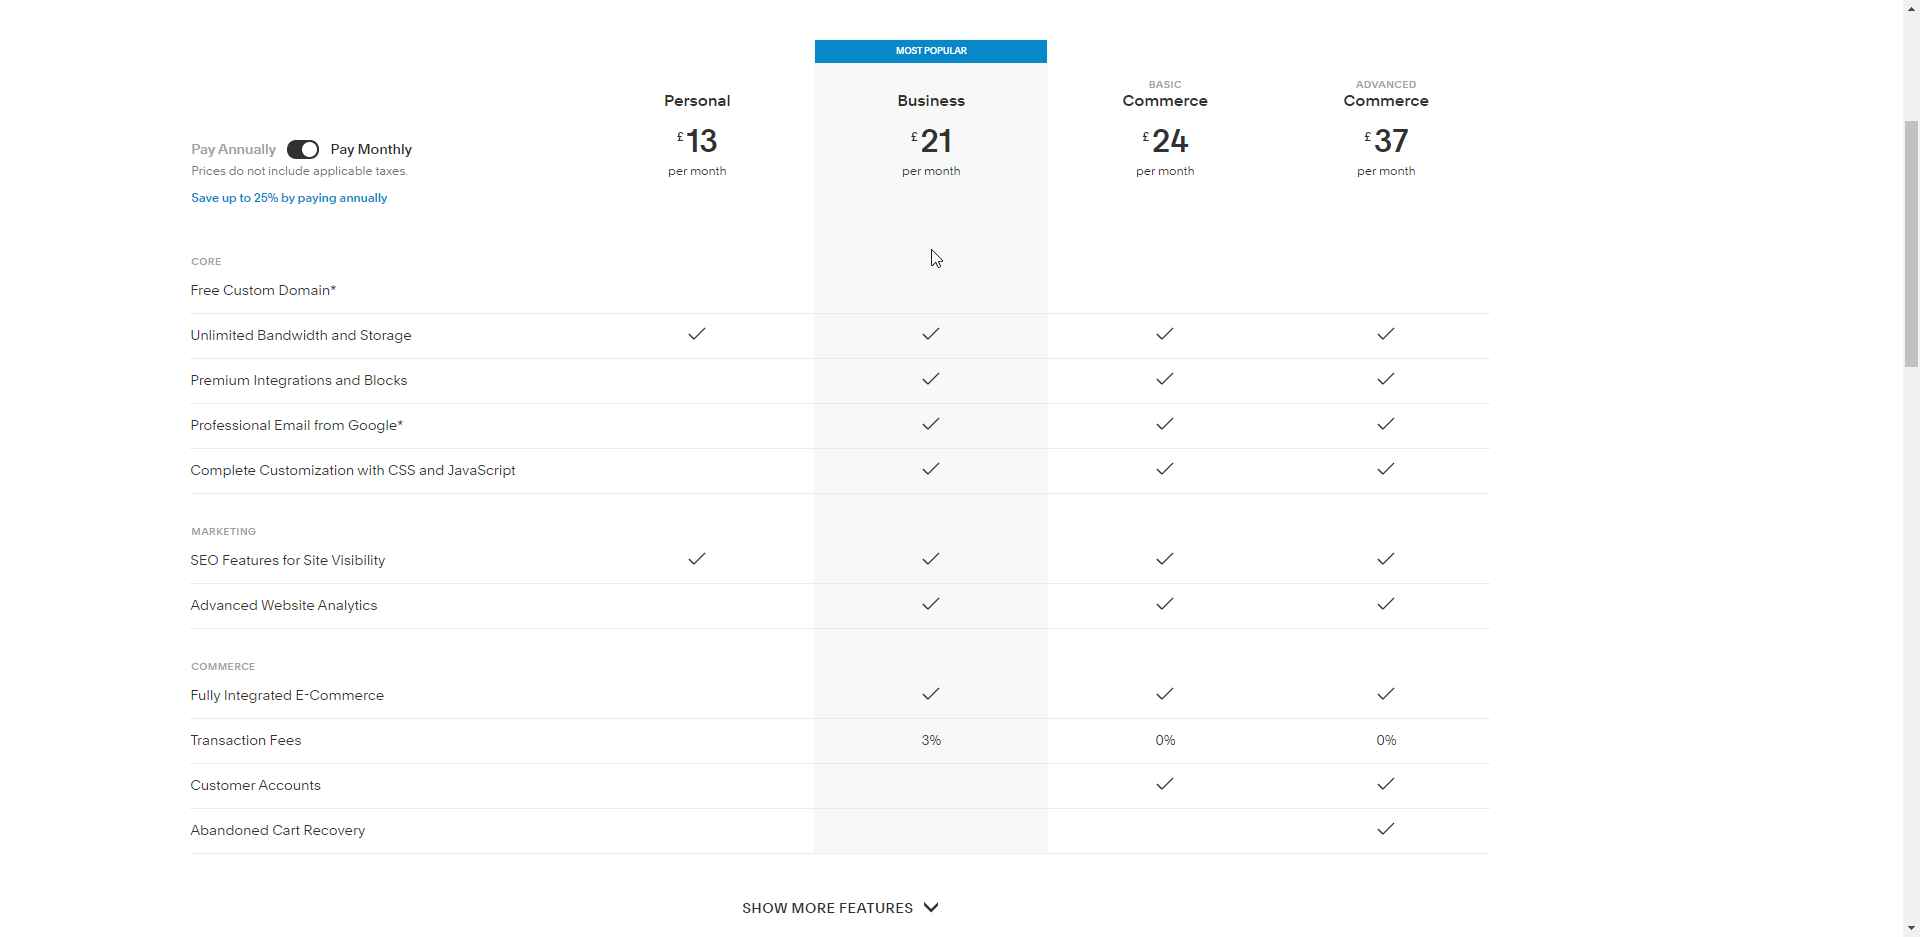 MOST POPULAR
Personal
Business
BASIC
Commerce
ADVANCED
Commerce
£13
£21
£24
£37
per month
per month
per month
per month
Pay Annually
Pay Monthly
Prices do not include applicable taxes.
Save up to 25% by paying annually
CORE
Free Custom Domain*
Unlimited Bandwidth and Storage
Premium Integrations and Blocks
Professional Email from Google*
Complete Customization with CSS and JavaScript
MARKETING
SEO Features for Site Visibility
Advanced Website Analytics
COMMERCE
Fully Integrated E-Commerce
Transaction Fees 3% 0% 0%
Customer Accounts
Abandoned Cart Recovery
SHOW MORE FEATURES